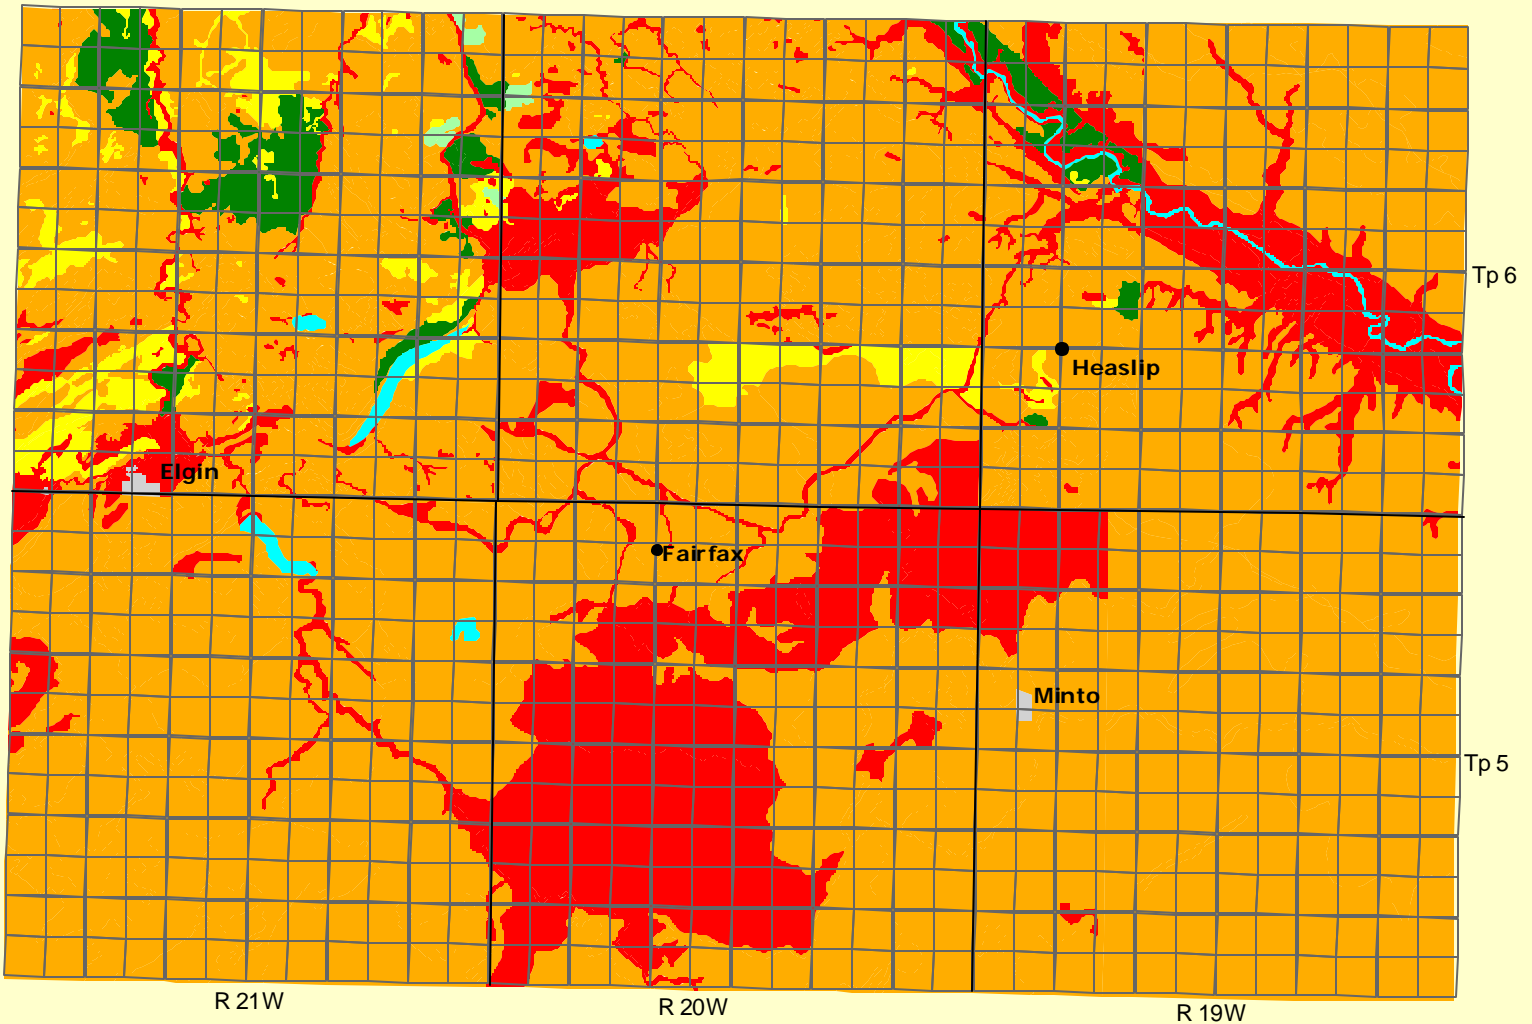 Tp 6
Heaslip
Elgin
Fairfax
Minto
Tp 5
R 21W
R 20W
R 19W